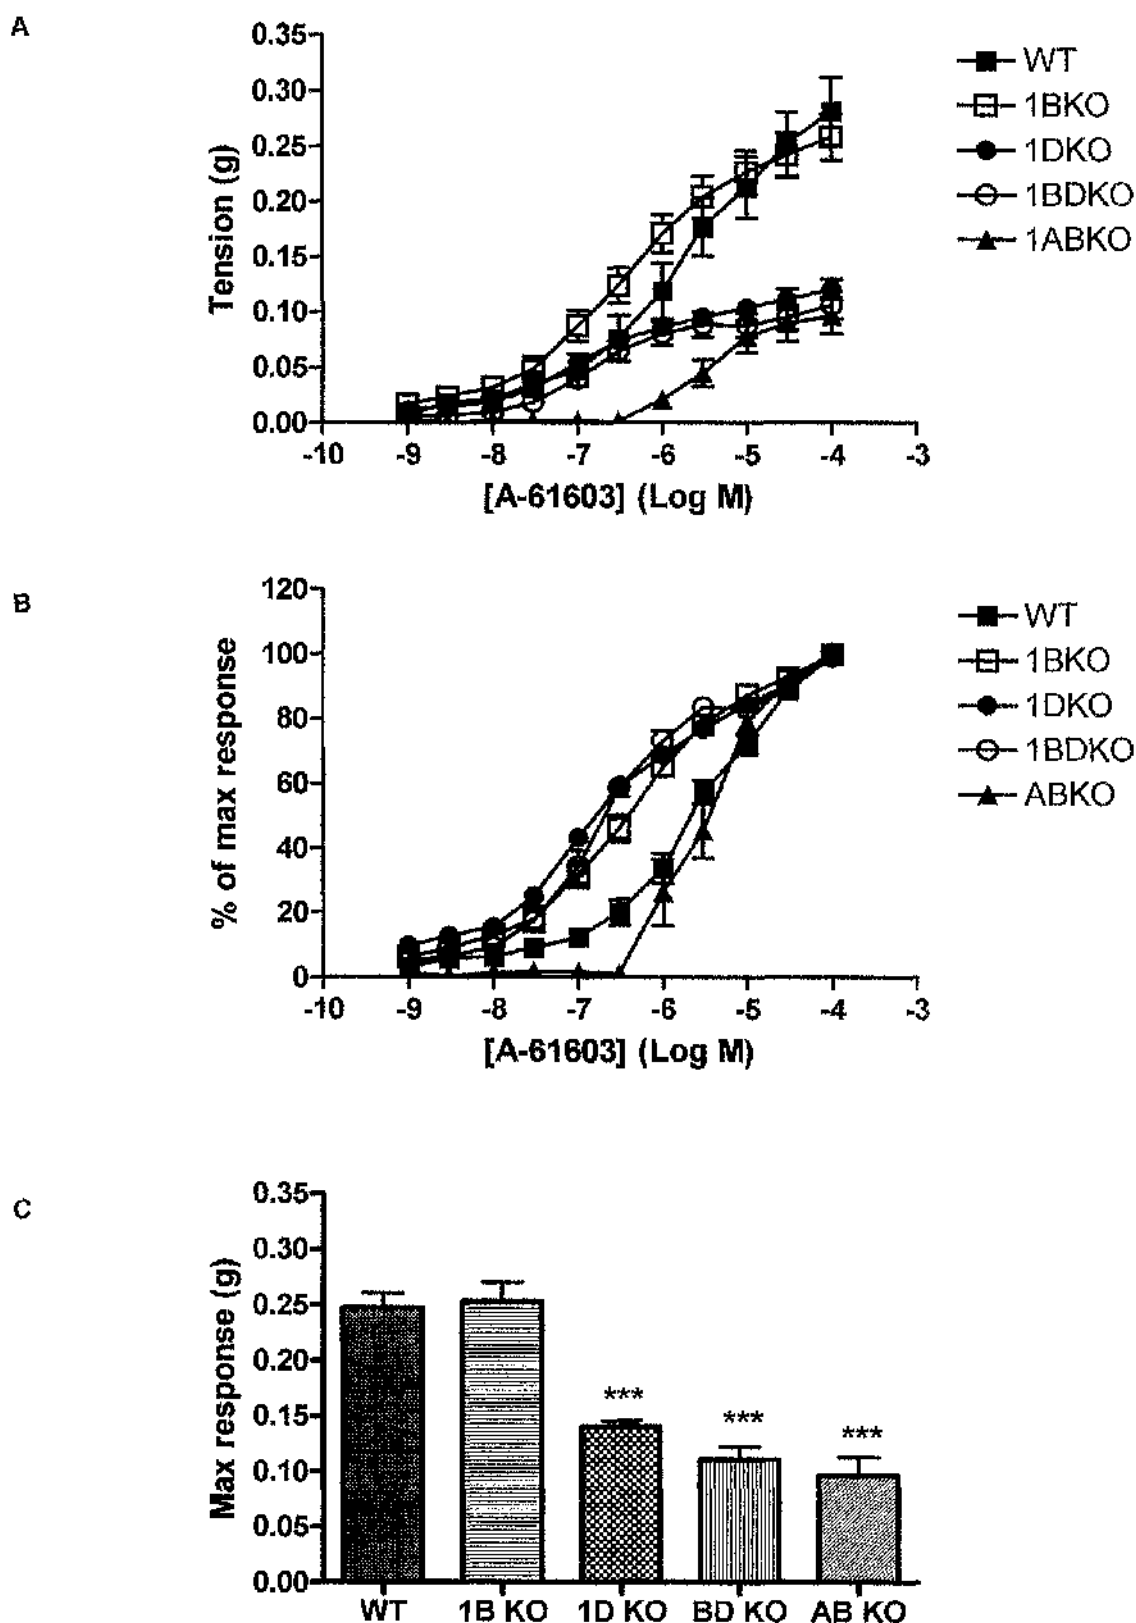 A
0.35
0.30
0.25
0.20
0.15
0.10
0.05
0.00
Tension (g)
-10 -9 -8 -7 -6 -5 -4 -3
[A-61603] (Log M)
WT
1BKO
1DKO
1BDKO
1ABKO
B
120
100
80
60
40
20
0
% of max response
-10 -9 -8 -7 -6 -5 -4 -3
[A-61603] (Log M)
WT
1BKO
1DKO
1BDKO
ABKO
C
0.35
0.30
0.25
0.20
0.15
0.10
0.05
0.00
Max response (g)
*** *** ***
WT 1B KO 1D KO BD KO AB KO